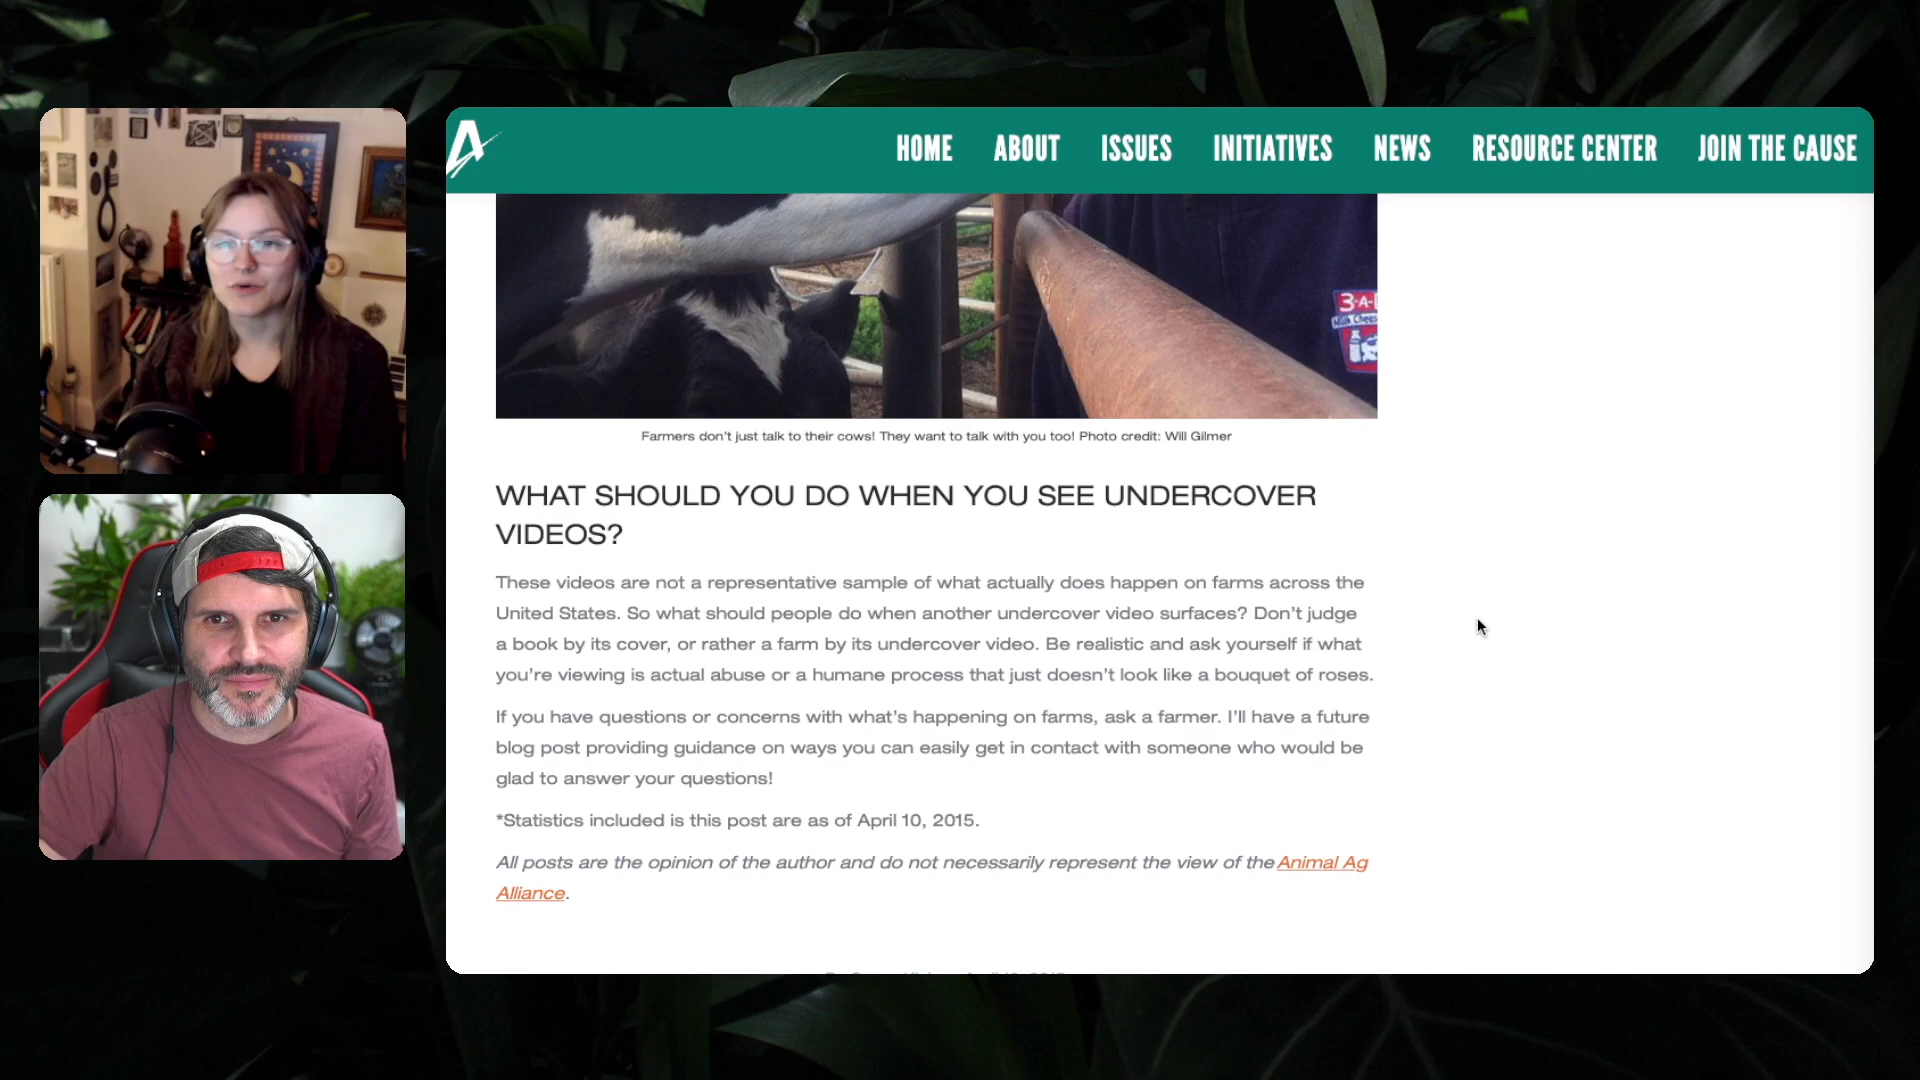 HOME ABOUT ISSUES INITIATIVES NEWS RESOURCE CENTER JOIN THE CAUSE
Farmers don't just talk to their cows! They want to talk with you too! Photo credit: Will Gilmer
WHAT SHOULD YOU DO WHEN YOU SEE UNDERCOVER
VIDEOS?
These videos are not a representative sample of what actually does happen on farms across the
United States. So what should people do when another undercover video surfaces? Don't judge
a book by its cover, or rather a farm by its undercover video. Be realistic and ask yourself if what
you're viewing is actual abuse or a humane process that just doesn't look like a bouquet of roses.
If you have questions or concerns with what's happening on farms, ask a farmer. I'll have a future
blog post providing guidance on ways you can easily get in contact with someone who would be
glad to answer your questions!
*Statistics included is this post are as of April 10, 2015.
All posts are the opinion of the author and do not necessarily represent the view of the Animal Ag
Alliance.